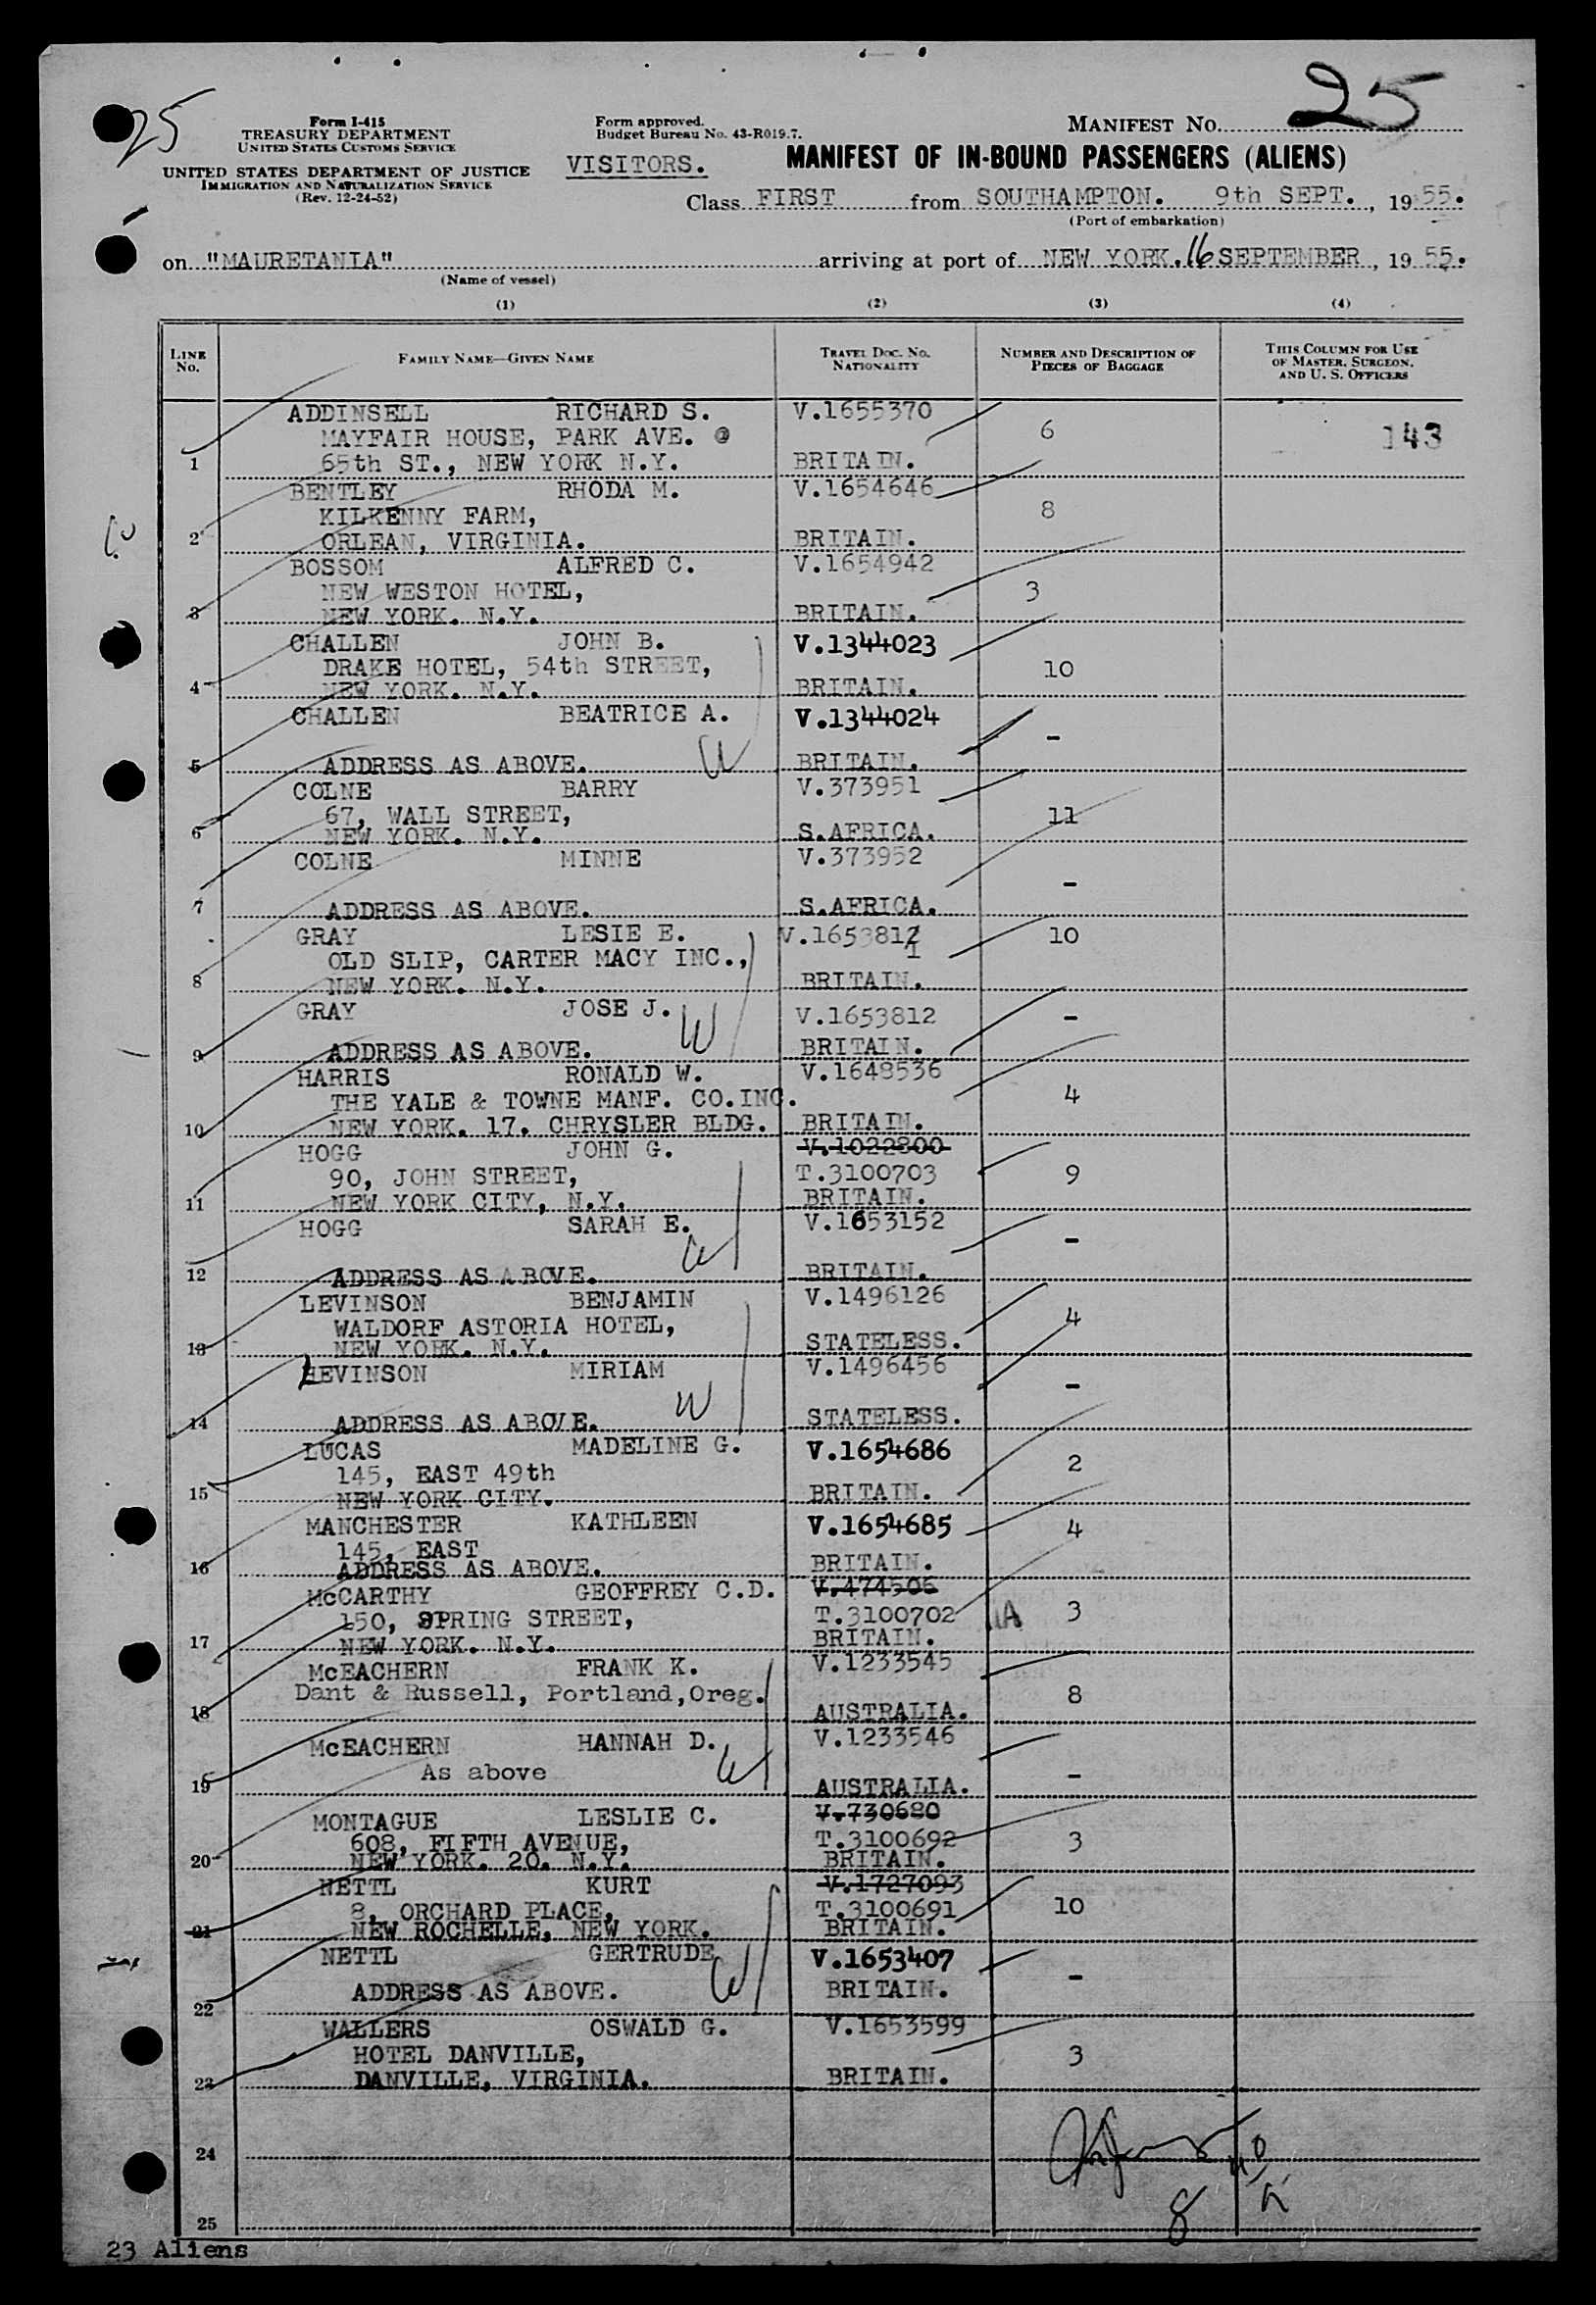 25
25
Form I-415
TREASURY DEPARTMENT
UNITED STATES CUSTOMS SERVICE
UNITED STATES DEPARTMENT OF JUSTICE
IMMIGRATION AND NATURALIZATION SERVICE
(Rev. 12-24-52)
Form approved.
Budget Bureau No. 43-R019.7.
MANIFEST No.
VISITORS. MANIFEST OF IN-BOUND PASSENGERS (ALIENS)
Class FIRST from SOUTHAMPTON. 9th SEPT., 1955.
(Port of embarkation)
on "MAURETANIA" arriving at port of NEW YORK. 16 SEPTEMBER, 1955.
(Name of vessel)
(1) (2) (3) (4)
LINE No. FAMILY NAME—GIVEN NAME TRAVEL DOC. NO. NATIONALITY NUMBER AND DESCRIPTION OF PIECES OF BAGGAGE THIS COLUMN FOR USE OF MASTER, SURGEON, AND U. S. OFFICERS
ADDINSELL RICHARD S. V.1655370
MAYFAIR HOUSE, PARK AVE. @ 6 143
1 65th ST., NEW YORK N.Y. BRITAIN.
BENTLEY RHODA M. V.1654646
KILKENNY FARM, 8
2 ORLEAN, VIRGINIA. BRITAIN.
BOSSOM ALFRED C. V.1654942
NEW WESTON HOTEL, 3
3 NEW YORK. N.Y. BRITAIN.
CHALLEN JOHN B. V.1344023
DRAKE HOTEL, 54th STREET, 10
4 NEW YORK. N.Y. BRITAIN.
CHALLEN BEATRICE A. V.1344024
-
5 ADDRESS AS ABOVE. W BRITAIN.
COLNE BARRY V.373951
67, WALL STREET, 11
6 NEW YORK. N.Y. S.AFRICA.
COLNE MINNE V.373952
-
7 ADDRESS AS ABOVE. S.AFRICA.
GRAY LESIE E. V.1653811 10
OLD SLIP, CARTER MACY INC.,
8 NEW YORK. N.Y. BRITAIN.
GRAY JOSE J. W V.1653812 -
9 ADDRESS AS ABOVE. BRITAIN.
HARRIS RONALD W. V.1648536
THE YALE & TOWNE MANF. CO.INC. 4
10 NEW YORK. 17. CHRYSLER BLDG. BRITAIN.
HOGG JOHN G. V.1022800
90, JOHN STREET, T.3100703 9
11 NEW YORK CITY, N.Y. BRITAIN.
HOGG SARAH E. W V.1653152
-
12 ADDRESS AS ABOVE. BRITAIN.
LEVINSON BENJAMIN V.1496126
WALDORF ASTORIA HOTEL, 4
13 NEW YORK. N.Y. STATELESS.
LEVINSON MIRIAM V.1496456
W -
14 ADDRESS AS ABOVE. STATELESS.
LUCAS MADELINE G. V.1654686
145, EAST 49th 2
15 NEW YORK CITY. BRITAIN.
MANCHESTER KATHLEEN V.1654685 4
145, EAST
16 ADDRESS AS ABOVE. BRITAIN.
McCARTHY GEOFFREY C.D. V.474506
150, SPRING STREET, T.3100702 3
17 NEW YORK. N.Y. BRITAIN.
McEACHERN FRANK K. V.1233545
Dant & Russell, Portland,Oreg. 8
18 AUSTRALIA.
McEACHERN HANNAH D. W V.1233546
As above -
19 AUSTRALIA.
MONTAGUE LESLIE C. V.730680
608, FIFTH AVENUE, T.3100692 3
20 NEW YORK. 20. N.Y. BRITAIN.
NETTL KURT V.1727093
8, ORCHARD PLACE, T.3100691 10
21 NEW ROCHELLE, NEW YORK. BRITAIN.
NETTL GERTRUDE W V.1653407
-
ADDRESS AS ABOVE. BRITAIN.
22
WALLERS OSWALD G. V.1653599
HOTEL DANVILLE, 3
23 DANVILLE, VIRGINIA. BRITAIN.
24
8
25
23 Aliens